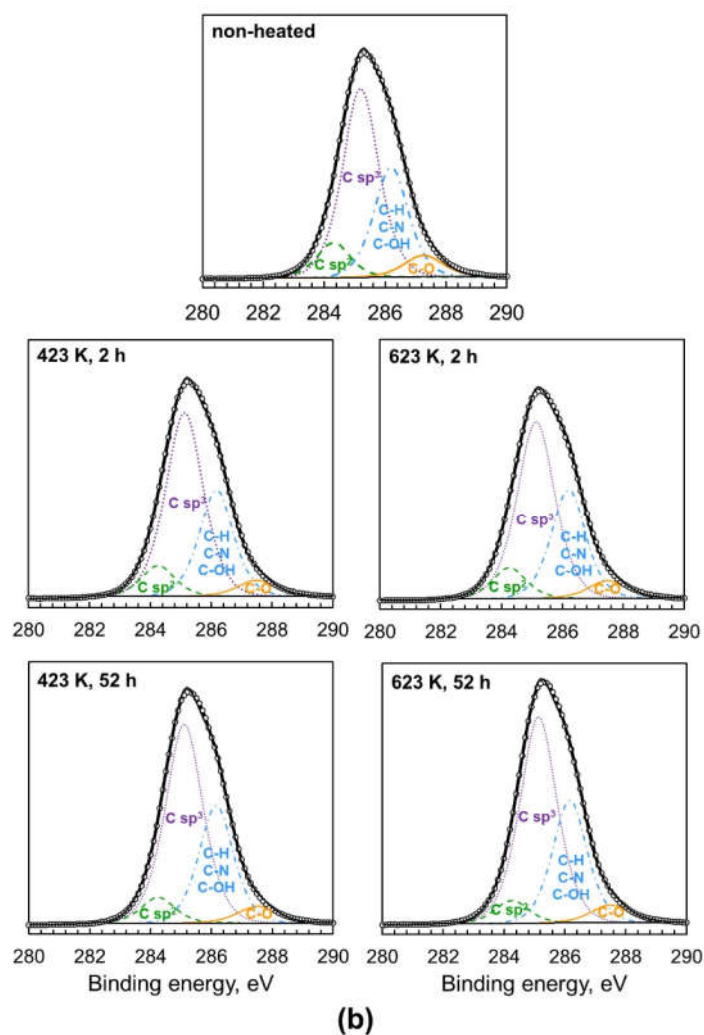 non-heated
C sp³
C-H
C-N
C-OH
C sp²
C-O
280 282 284 286 288 290
423 K, 2 h
C sp³
C-H
C-N
C-OH
C sp²
C-O
280 282 284 286 288 290
623 K, 2 h
C sp³
C-H
C-N
C-OH
C sp²
C-O
280 282 284 286 288 290
423 K, 52 h
C sp³
C-H
C-N
C-OH
C sp²
C-O
280 282 284 286 288 290
Binding energy, eV
623 K, 52 h
C sp³
C-H
C-N
C-OH
C sp²
C-O
280 282 284 286 288 290
Binding energy, eV
(b)